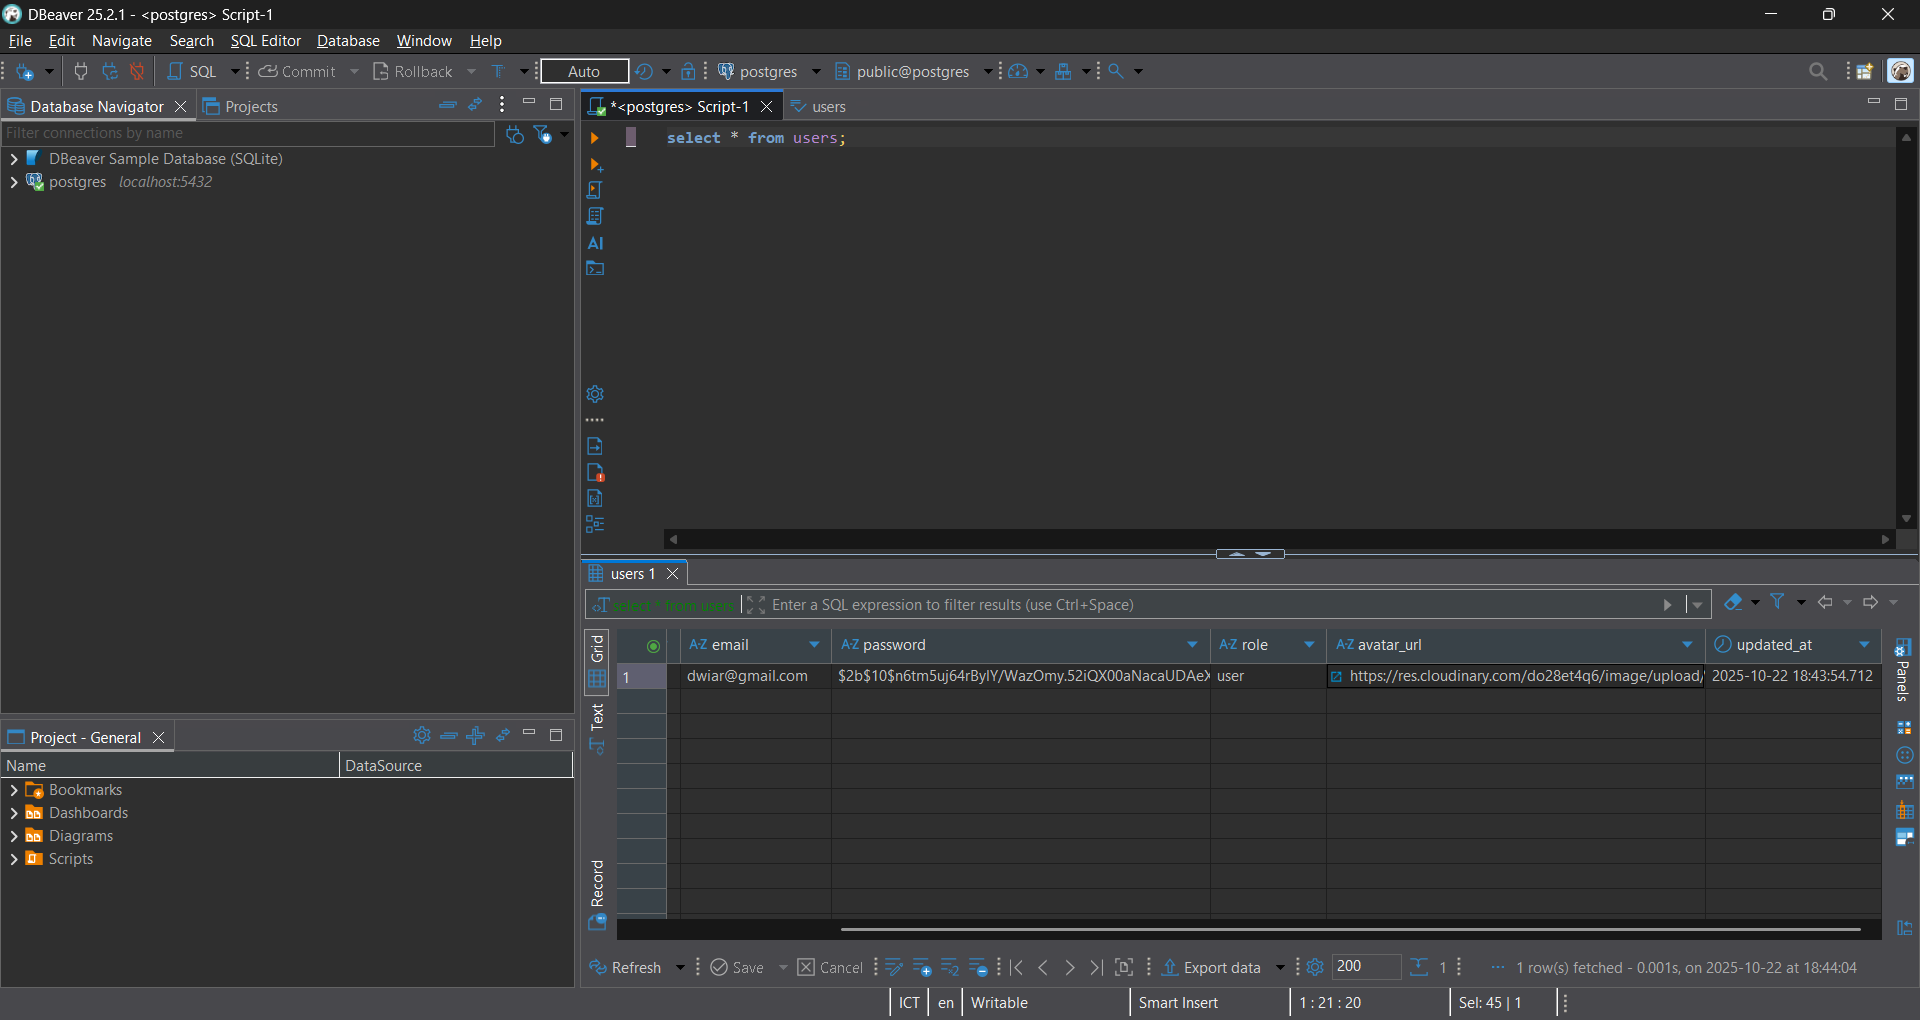 DBeaver 25.2.1 - <postgres> Script-1
File Edit Navigate Search SQL Editor Database Window Help
SQL Commit Rollback T Auto postgres public@postgres
Database Navigator Projects
Filter connections by name
DBeaver Sample Database (SQLite)
postgres localhost:5432
*<postgres> Script-1 users
select * from users;
AI
users 1
select * from users Enter a SQL expression to filter results (use Ctrl+Space)
Grid
Text
Record
A-Z email A-Z password A-Z role A-Z avatar_url updated_at
1 dwiar@gmail.com user https://res.cloudinary.com/do28et4q6/image/upload/ 2025-10-22 18:43:54.712
Panels
Project - General
Name DataSource
Bookmarks
Dashboards
Diagrams
Scripts
Refresh Save Cancel Export data 200 1 ... 1 row(s) fetched - 0.001s, on 2025-10-22 at 18:44:04
ICT en Writable Smart Insert 1 : 21 : 20 Sel: 45 | 1